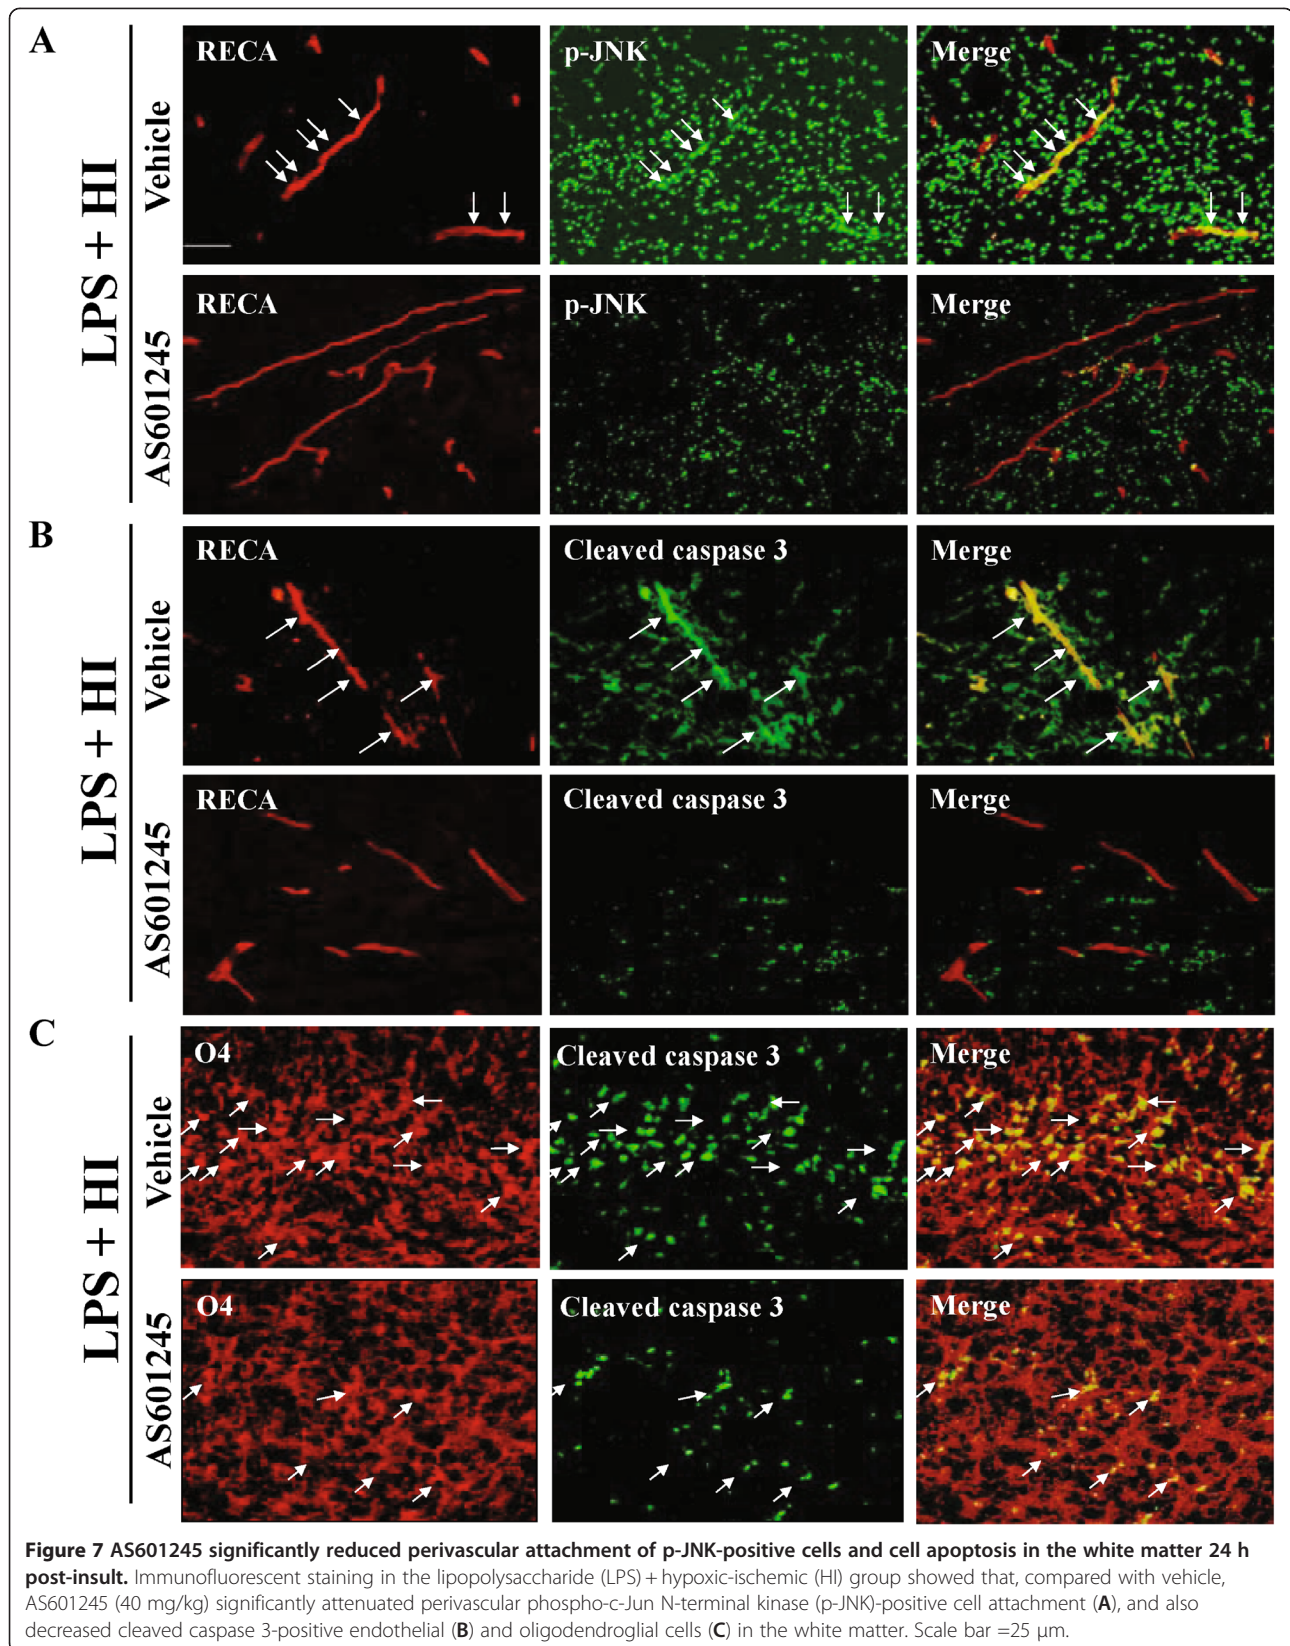 A
LPS + HI
Vehicle
RECA
p-JNK
Merge
AS601245
RECA
p-JNK
Merge
B
LPS + HI
Vehicle
RECA
Cleaved caspase 3
Merge
AS601245
RECA
Cleaved caspase 3
Merge
C
LPS + HI
Vehicle
O4
Cleaved caspase 3
Merge
AS601245
O4
Cleaved caspase 3
Merge
Figure 7 AS601245 significantly reduced perivascular attachment of p-JNK-positive cells and cell apoptosis in the white matter 24 h
post-insult. Immunofluorescent staining in the lipopolysaccharide (LPS) + hypoxic-ischemic (HI) group showed that, compared with vehicle,
AS601245 (40 mg/kg) significantly attenuated perivascular phospho-c-Jun N-terminal kinase (p-JNK)-positive cell attachment (A), and also
decreased cleaved caspase 3-positive endothelial (B) and oligodendroglial cells (C) in the white matter. Scale bar =25 μm.